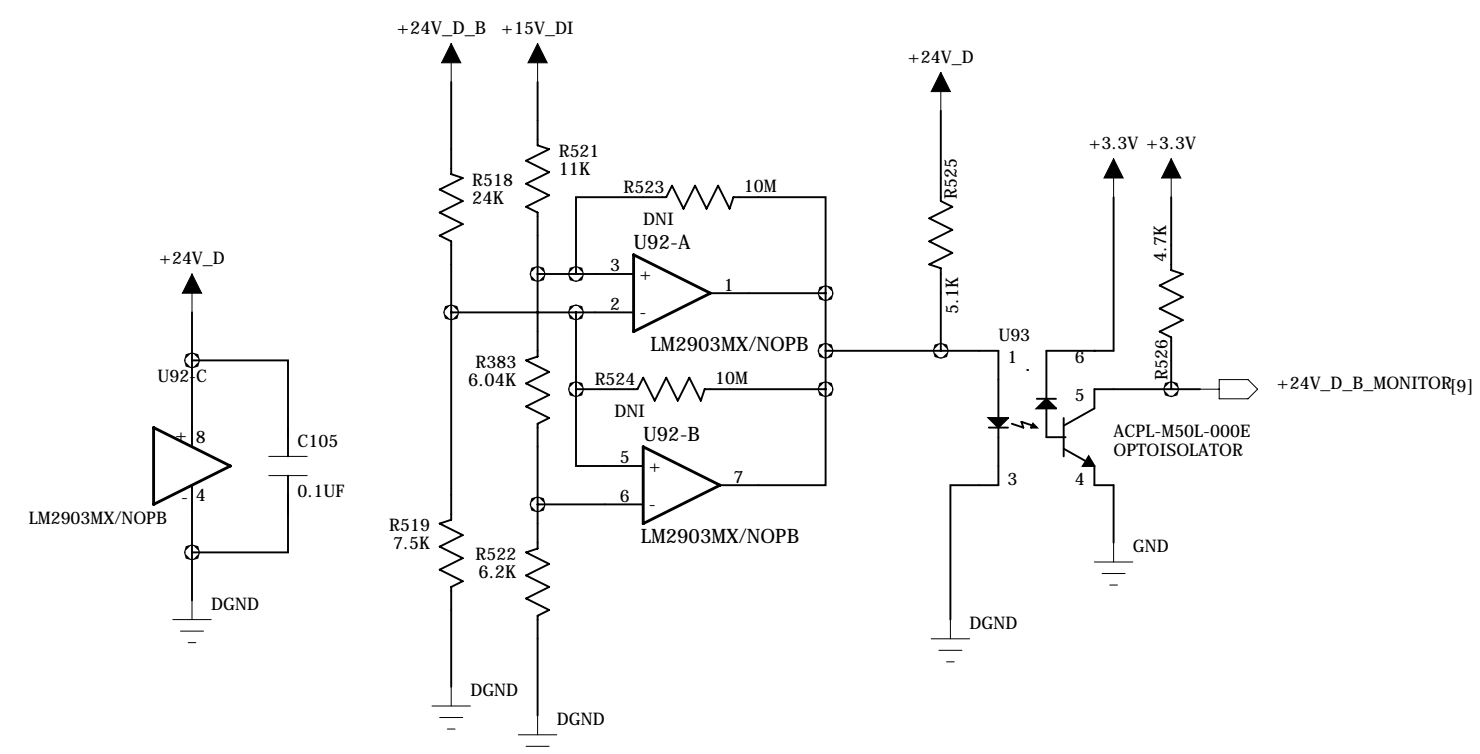 +24V_D_B
+15V_DI
+24V_D
+3.3V
+3.3V
R521
11K
R518
24K
R523
10M
DNI
U92-A
3
+
2
-
1
LM2903MX/NOPB
R525
5.1K
4.7K
R526
+24V_D
U92-C
+
8
-
4
LM2903MX/NOPB
C105
0.1UF
DGND
R383
6.04K
R524
10M
DNI
U92-B
5
+
6
-
7
LM2903MX/NOPB
R519
7.5K
R522
6.2K
DGND
DGND
U93
1
6
5
3
4
ACPL-M50L-000E
OPTOISOLATOR
+24V_D_B_MONITOR[9]
GND
DGND